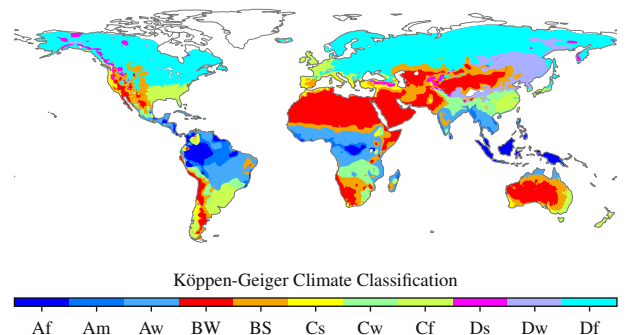 Köppen-Geiger Climate Classification
Af Am Aw BW BS Cs Cw Cf Ds Dw Df